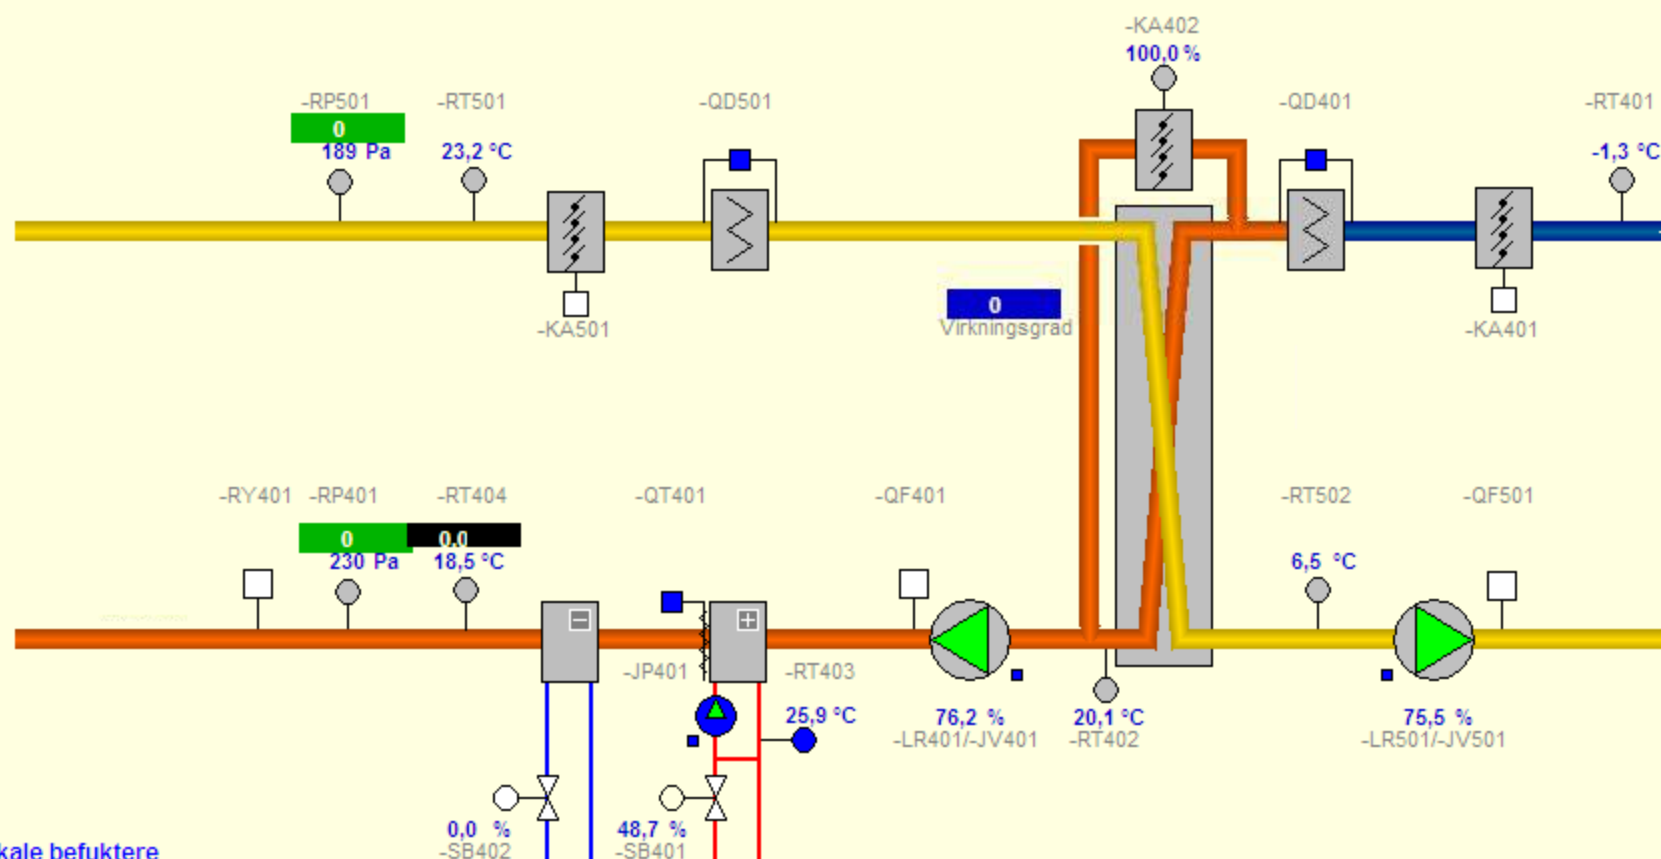 -KA402
100,0 %
-RP501
-RT501
-QD501
-QD401
-RT401
0
189 Pa
23,2 °C
-1,3 °C
0
Virkningsgrad
-KA501
-KA401
-RY401
-RP401
-RT404
-QT401
-QF401
-RT502
-QF501
0
0.0
230 Pa
18,5 °C
6,5 °C
-JP401
-RT403
25,9 °C
76,2 %
20,1 °C
75,5 %
-LR401/-JV401
-RT402
-LR501/-JV501
0,0 %
48,7 %
-SB402
-SB401
kale befuktere